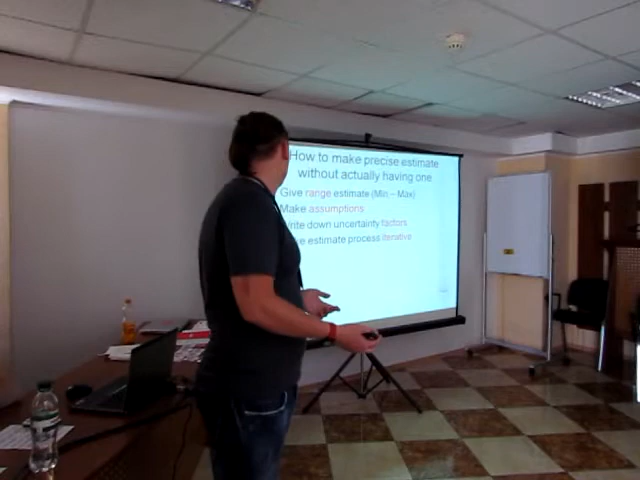 How to make precise estimate
without actually having one
Give range estimate (Min – Max)
Make assumptions
Write down uncertainty factors
estimate process iterative